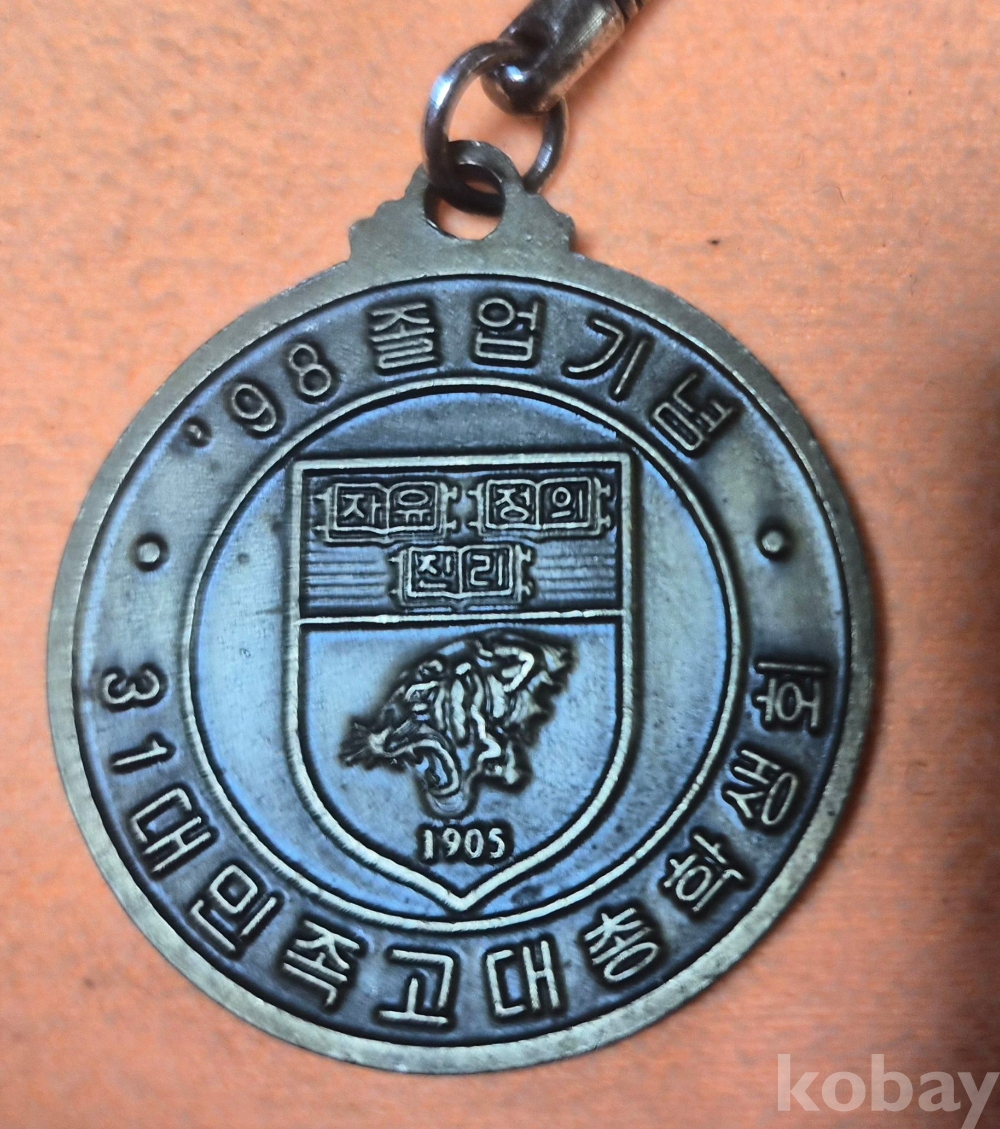 '98 졸업기념
자유 정의
진리
1905
31대민족고대총학생회
kobay